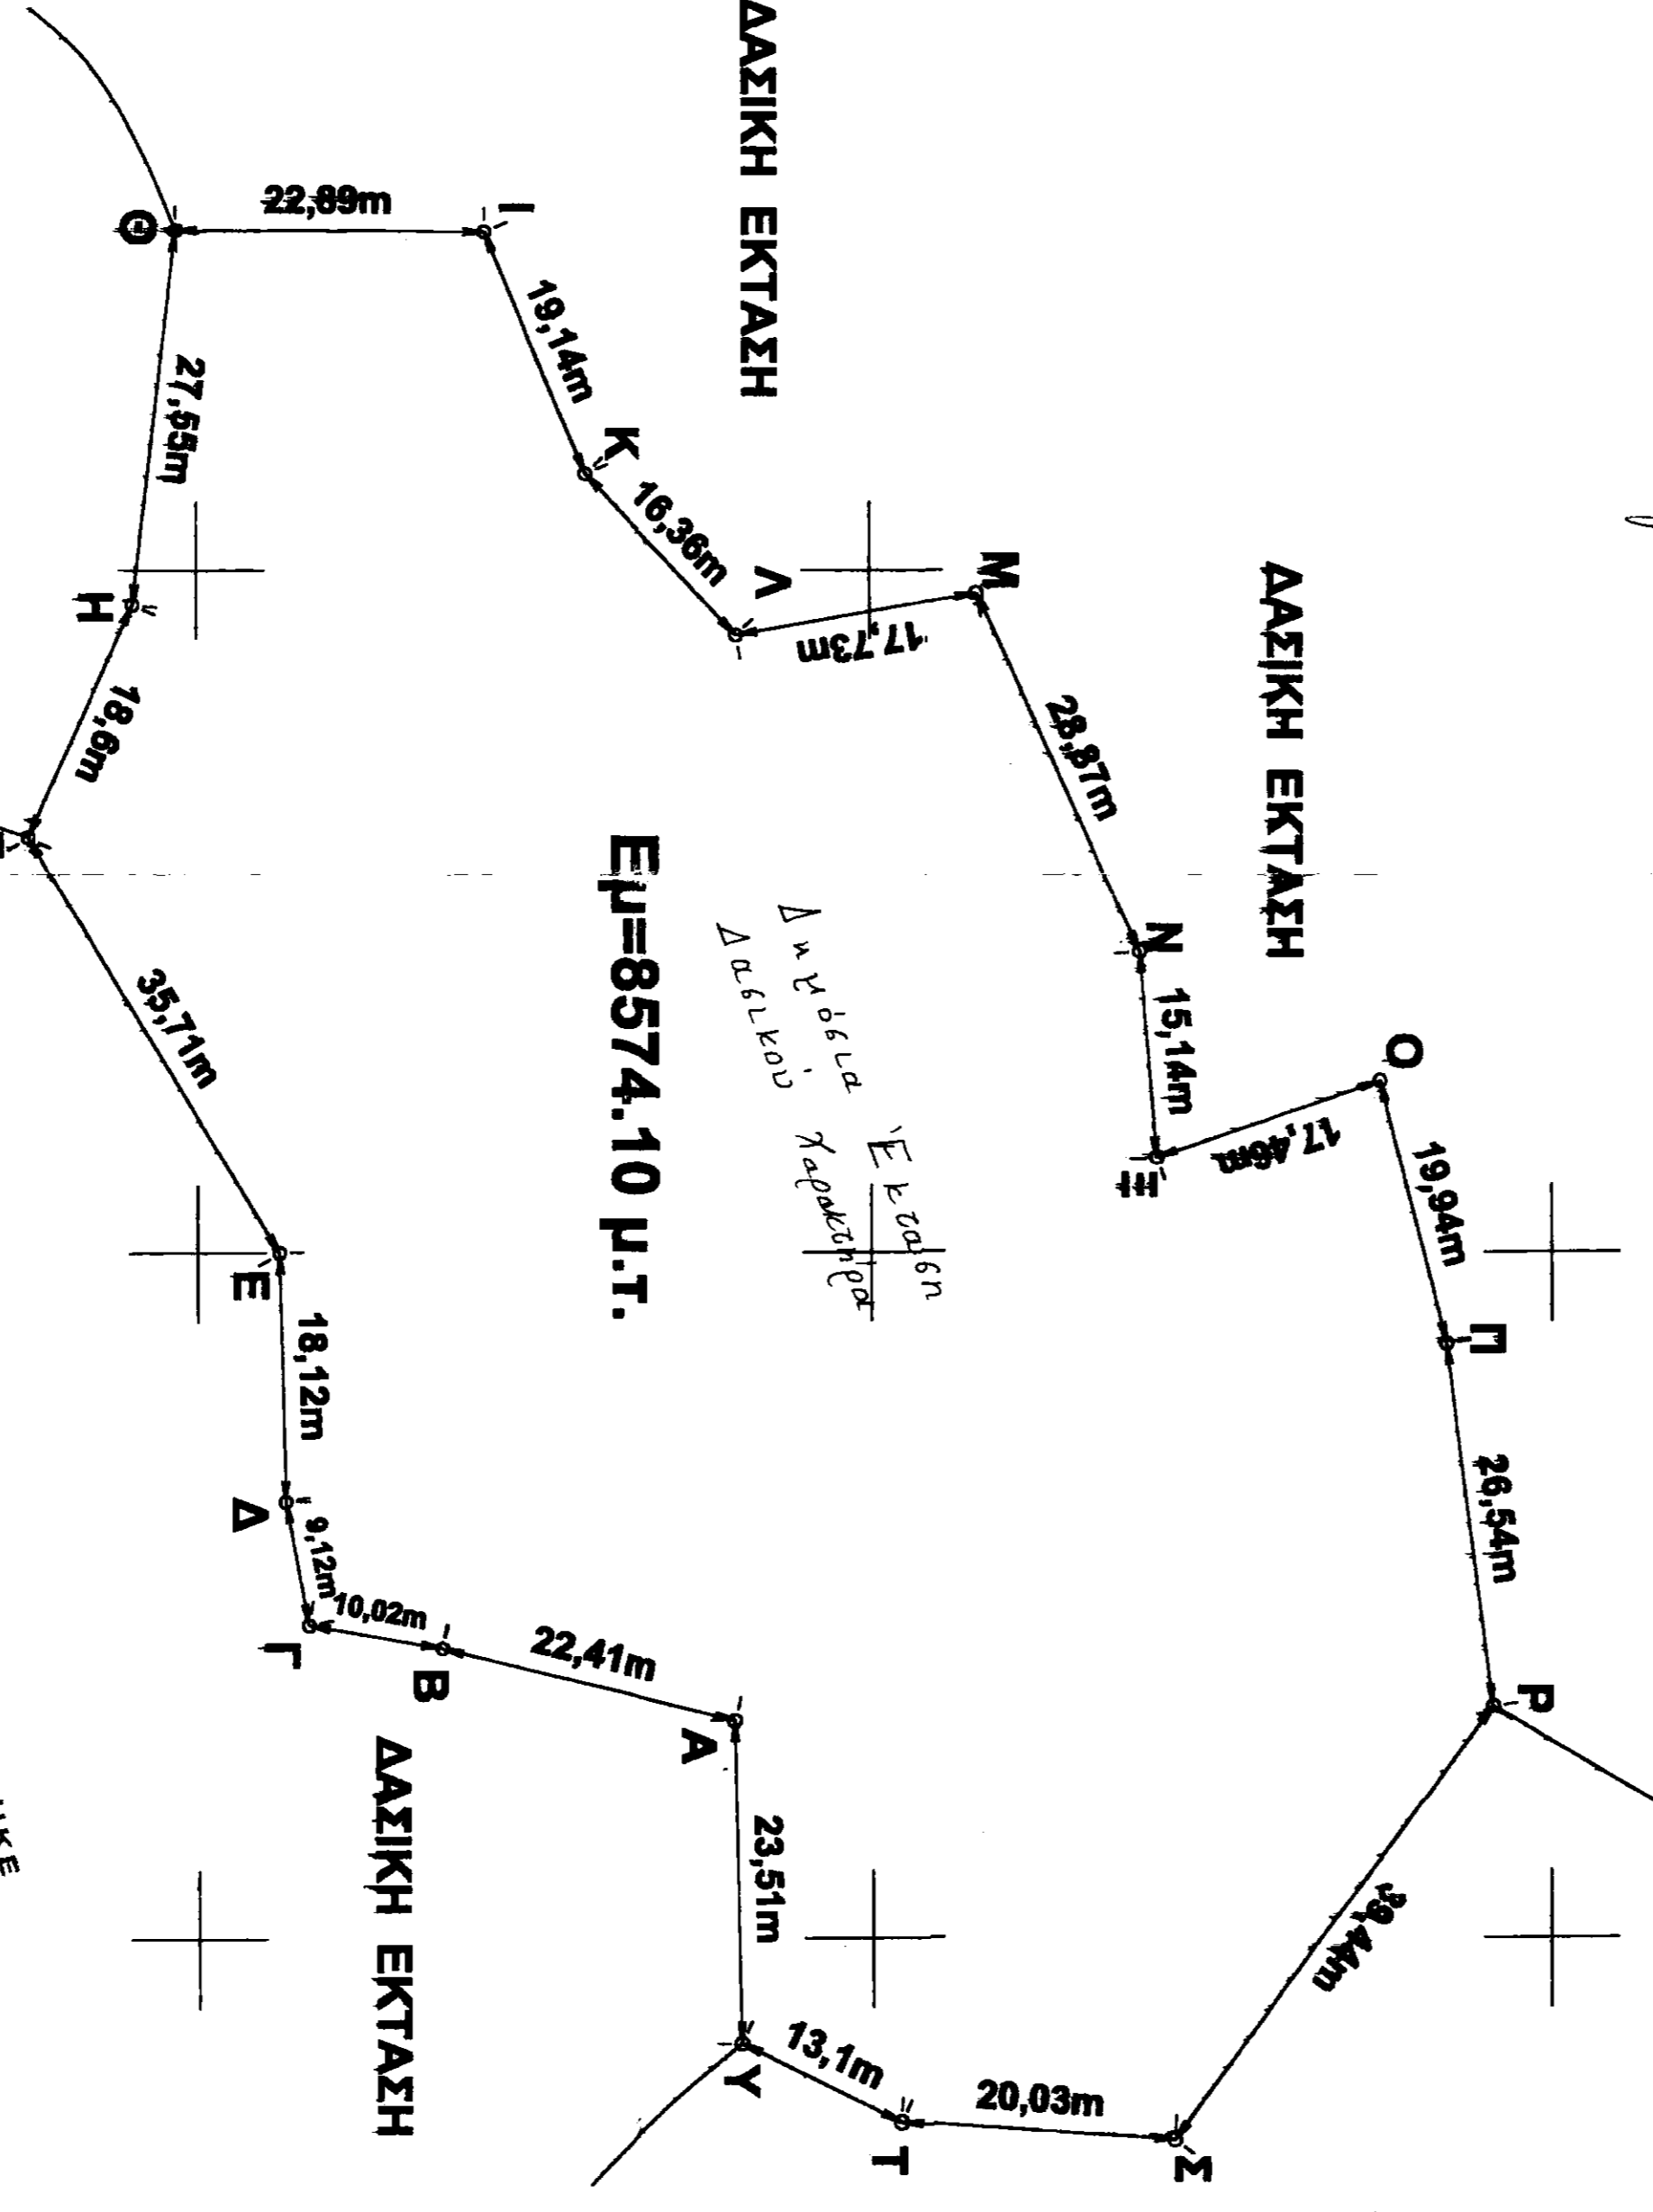 ΔΑΣΙΚΗ ΕΚΤΑΣΗ
ΔΑΣΙΚΗ ΕΚΤΑΣΗ
Ο
19,94m
Π
26,54m
Ρ
39,44m
Σ
17,46m
Ξ
15,14m
Ν
28,87m
Μ
17,73m
Λ
16,36m
Κ
19,14m
Ι
22,89m
Θ
27,55m
Η
18,6m
35,71m
Ε
18,12m
Δ
9,12m
Γ
10,02m
Β
22,41m
Α
23,51m
Υ
13,1m
Τ
20,03m
Δημόσια Έκταση
Δασικού Χαρακτήρα
Εμ=8574.10 μ.τ.
ΔΑΣΙΚΗ ΕΚΤΑΣΗ